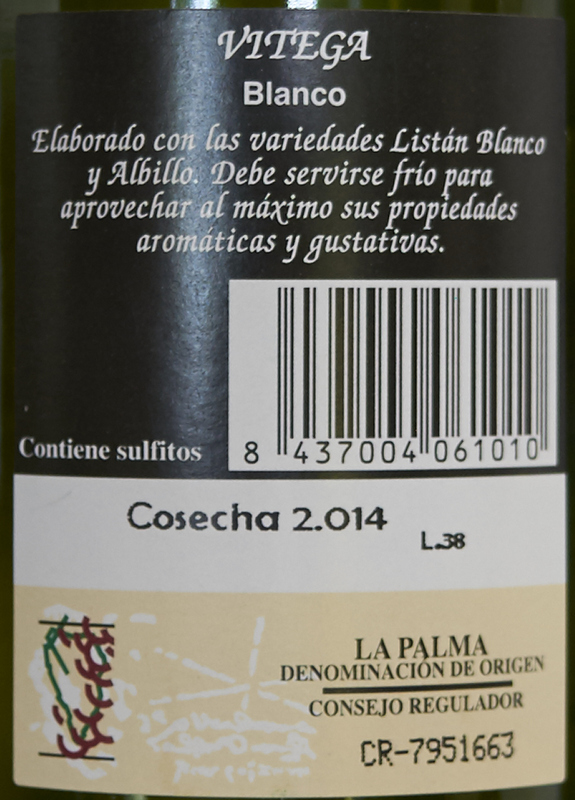 VITEGA
Blanco
Elaborado con las variedades Listán Blanco
y Albillo. Debe servirse frío para
aprovechar al máximo sus propiedades
aromáticas y gustativas.
Contiene sulfitos
8 437004 061010
Cosecha 2.014
L.38
LA PALMA
DENOMINACIÓN DE ORIGEN
CONSEJO REGULADOR
CR-7951663